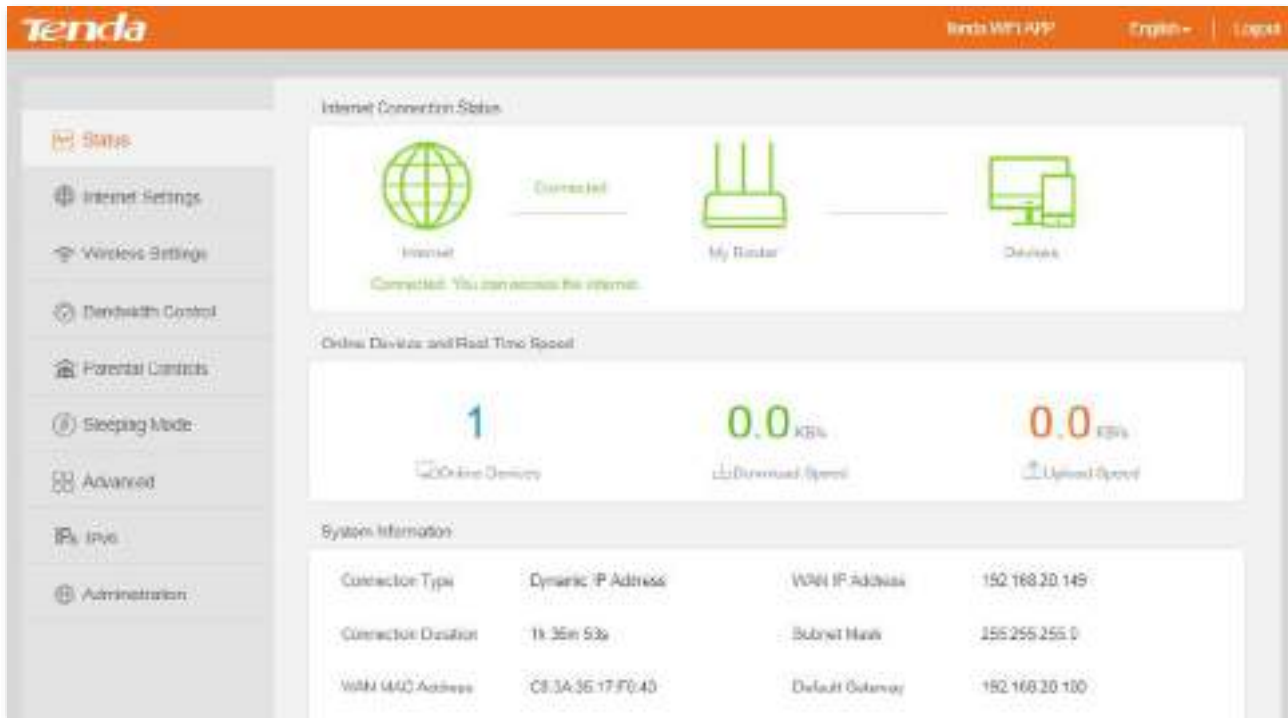 Tenda
Tenda WiFi APP English Logout
Internet Connection Status
Status
Internet Settings
Wireless Settings
Bandwidth Control
Parental Controls
Sleeping Mode
Advanced
IPv6
Administration
Connected
Internet
My Router
Devices
Connected. You can access the internet.
Online Devices and Real Time Speed
1
0.0 KB/s
0.0 KB/s
Online Devices
Download Speed
Upload Speed
System Information
Connection Type Dynamic IP Address WAN IP Address 192.168.20.149
Connection Duration 1h 35m 53s Subnet Mask 255.255.255.0
WAN MAC Address Default Gateway 192.168.20.100